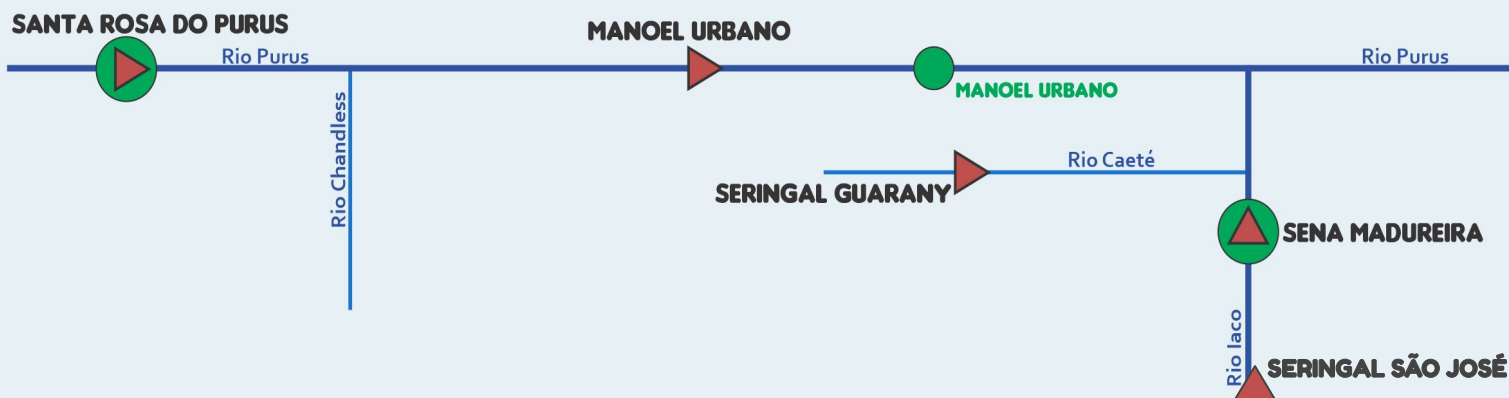 SANTA ROSA DO PURUS
MANOEL URBANO
Rio Purus
Rio Purus
MANOEL URBANO
Rio Chandless
Rio Caeté
SERINGAL GUARANY
SENA MADUREIRA
Rio Iaco
SERINGAL SÃO JOSÉ